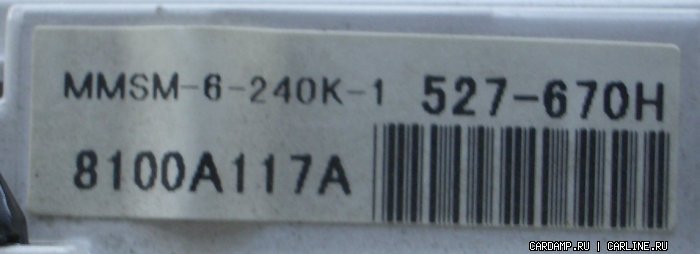 MMSM-6-240K-1 527-670H
8100A117A
CARDAMP.RU | CARLINE.RU